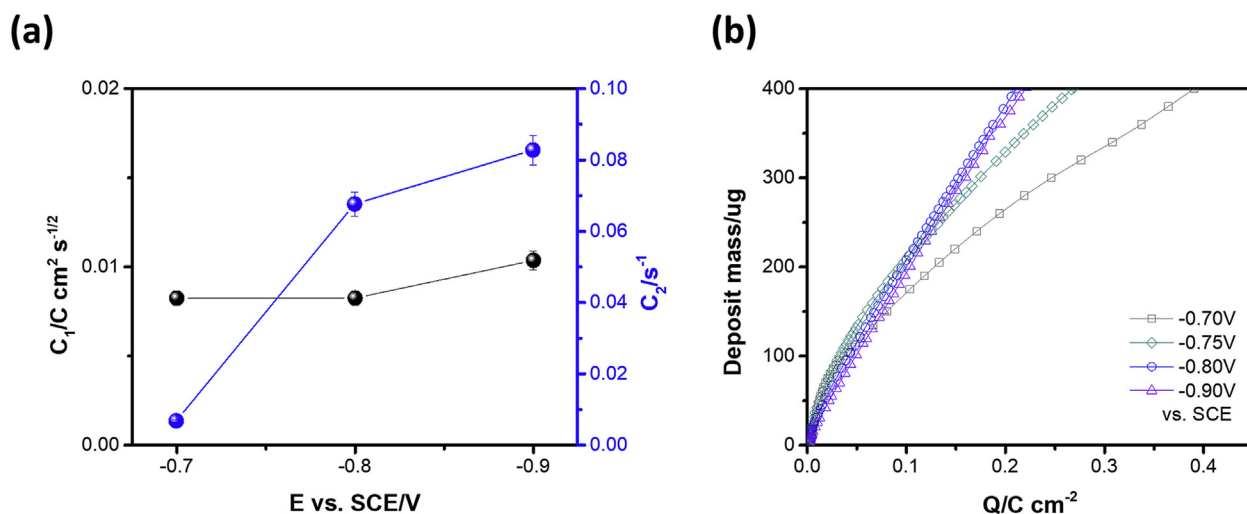 (a)
0.02
0.01
0.00
C₁/C cm² s⁻¹/²
0.10
0.08
0.06
0.04
0.02
0.00
C₂/s⁻¹
-0.7
-0.8
-0.9
E vs. SCE/V
(b)
400
300
200
100
0
Deposit mass/ug
0.0
0.1
0.2
0.3
0.4
Q/C cm⁻²
-0.70V
-0.75V
-0.80V
-0.90V
vs. SCE